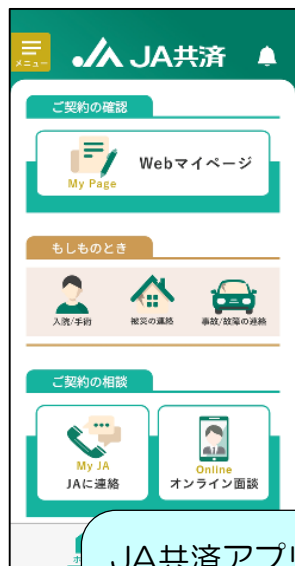 メニュー
JA共済
ご契約の確認
Webマイページ
My Page
もしものとき
入院/手術
被災の連絡
事故/故障の連絡
ご契約の相談
My JA
JAに連絡
Online
オンライン面談
JA共済アプリ